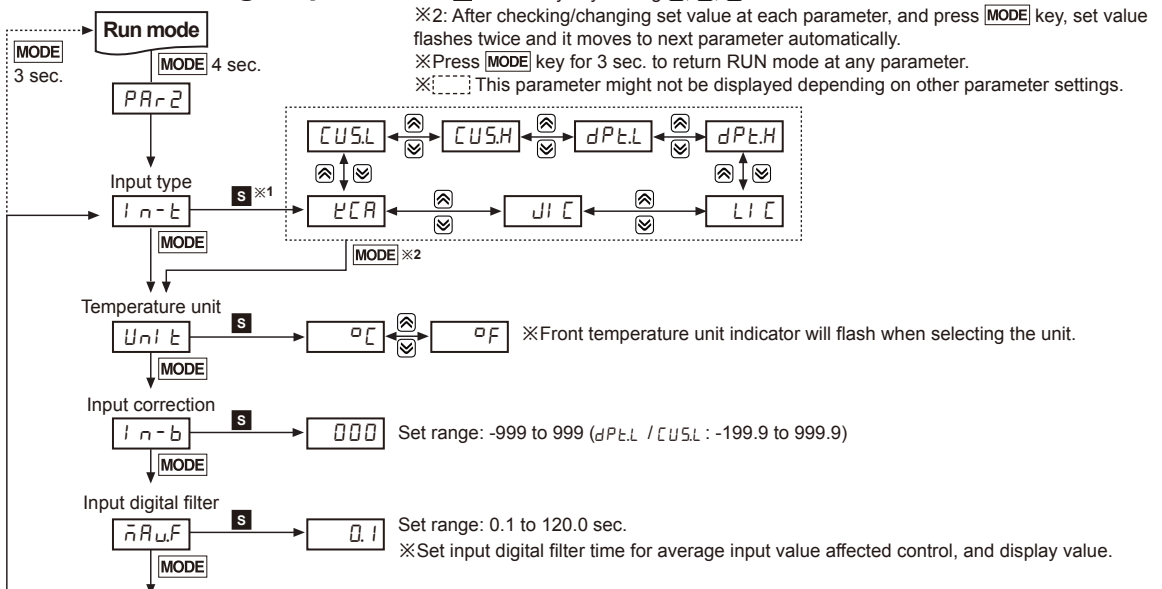 ※2: After checking/changing set value at each parameter, and press MODE key, set value
flashes twice and it moves to next parameter automatically.
※Press MODE key for 3 sec. to return RUN mode at any parameter.
※ This parameter might not be displayed depending on other parameter settings.
Run mode
MODE
3 sec.
MODE 4 sec.
PAr2
CUS.L CUS.H dPt.L dPt.H
Input type
In-t S ※1 KCA JIC LIC
MODE
MODE ※2
Temperature unit
UnIt S °C °F ※Front temperature unit indicator will flash when selecting the unit.
MODE
Input correction
In-b S 000 Set range: -999 to 999 (dPt.L / CUS.L : -199.9 to 999.9)
MODE
Input digital filter
MAv.F S 0.1 Set range: 0.1 to 120.0 sec.
※Set input digital filter time for average input value affected control, and display value.
MODE